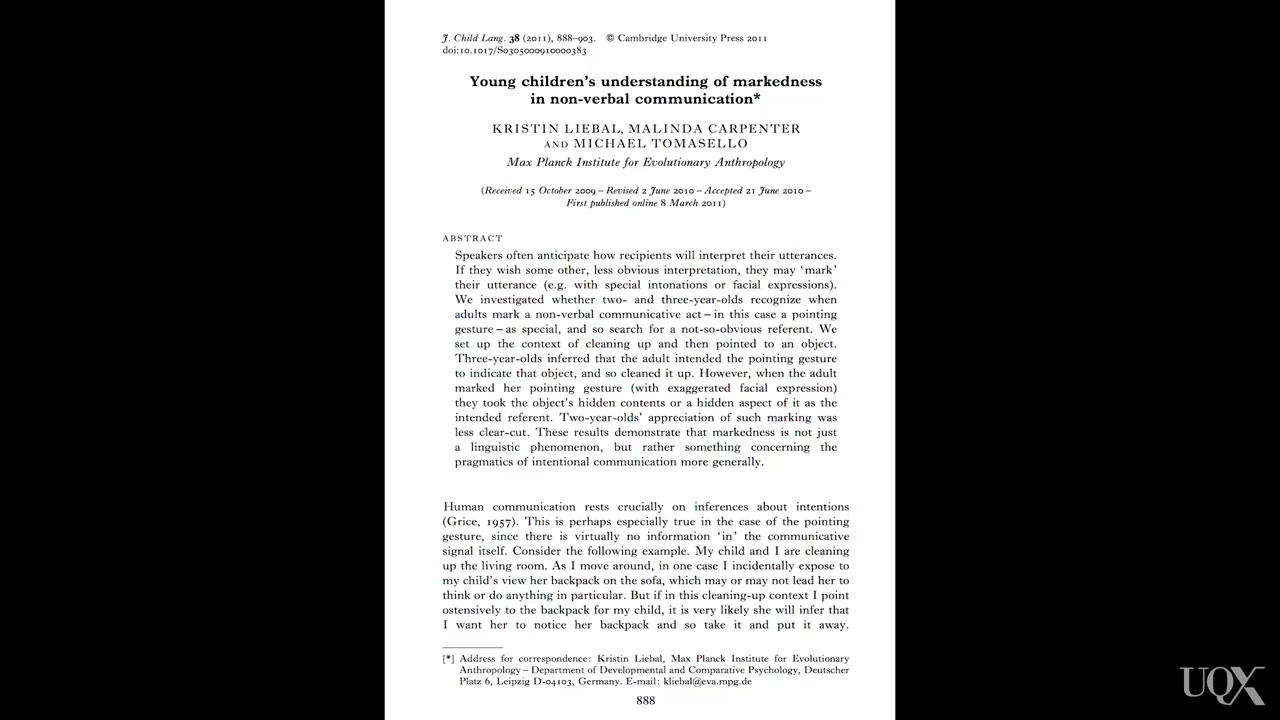 J. Child Lang. 38 (2011), 888–903. © Cambridge University Press 2011
doi:10.1017/S0305000910000383
Young children's understanding of markedness
in non-verbal communication*
KRISTIN LIEBAL, MALINDA CARPENTER
AND MICHAEL TOMASELLO
Max Planck Institute for Evolutionary Anthropology
(Received 15 October 2009 – Revised 2 June 2010 – Accepted 21 June 2010 –
First published online 8 March 2011)
ABSTRACT
Speakers often anticipate how recipients will interpret their utterances.
If they wish some other, less obvious interpretation, they may 'mark'
their utterance (e.g. with special intonations or facial expressions).
We investigated whether two- and three-year-olds recognize when
adults mark a non-verbal communicative act – in this case a pointing
gesture – as special, and so search for a not-so-obvious referent. We
set up the context of cleaning up and then pointed to an object.
Three-year-olds inferred that the adult intended the pointing gesture
to indicate that object, and so cleaned it up. However, when the adult
marked her pointing gesture (with exaggerated facial expression)
they took the object's hidden contents or a hidden aspect of it as the
intended referent. Two-year-olds' appreciation of such marking was
less clear-cut. These results demonstrate that markedness is not just
a linguistic phenomenon, but rather something concerning the
pragmatics of intentional communication more generally.
Human communication rests crucially on inferences about intentions
(Grice, 1957). This is perhaps especially true in the case of the pointing
gesture, since there is virtually no information 'in' the communicative
signal itself. Consider the following example. My child and I are cleaning
up the living room. As I move around, in one case I incidentally expose to
my child's view her backpack on the sofa, which may or may not lead her to
think or do anything in particular. But if in this cleaning-up context I point
ostensively to the backpack for my child, it is very likely she will infer that
I want her to notice her backpack and so take it and put it away.
[*] Address for correspondence: Kristin Liebal, Max Planck Institute for Evolutionary
Anthropology – Department of Developmental and Comparative Psychology, Deutscher
Platz 6, Leipzig D-04103, Germany. E-mail: kliebal@eva.mpg.de
888
UQX